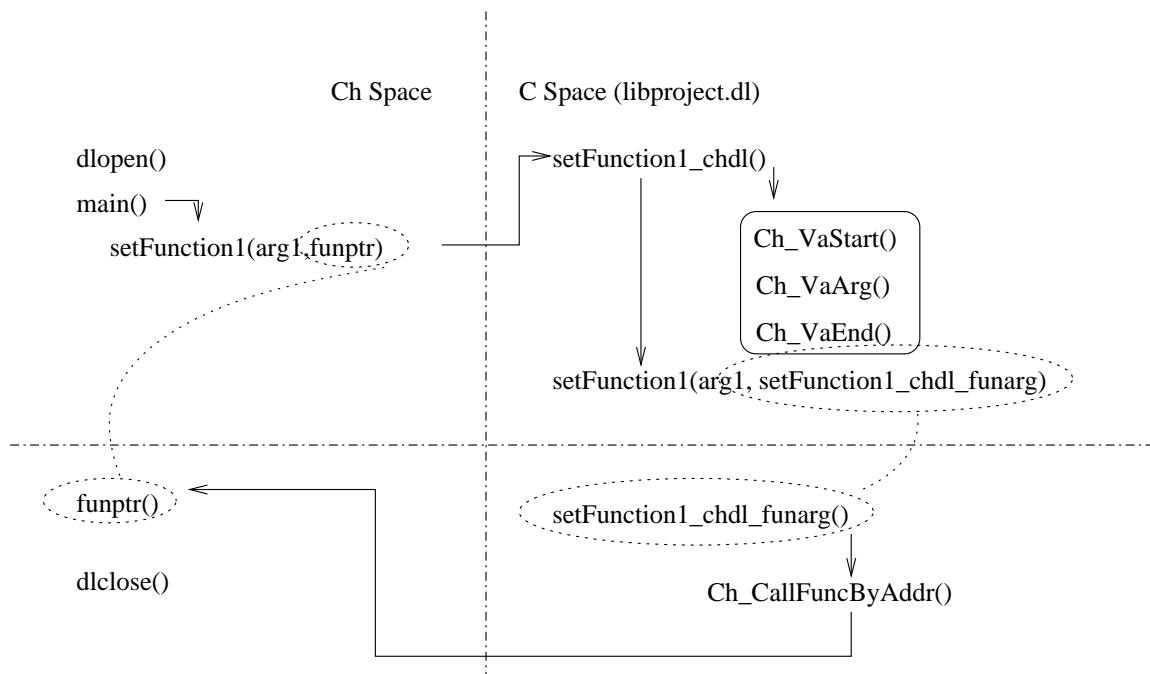 Ch Space
C Space (libproject.dl)
dlopen()
setFunction1_chdl()
main()
setFunction1(arg1,funptr)
Ch_VaStart()
Ch_VaArg()
Ch_VaEnd()
setFunction1(arg1, setFunction1_chdl_funarg)
funptr()
setFunction1_chdl_funarg()
dlclose()
Ch_CallFuncByAddr()